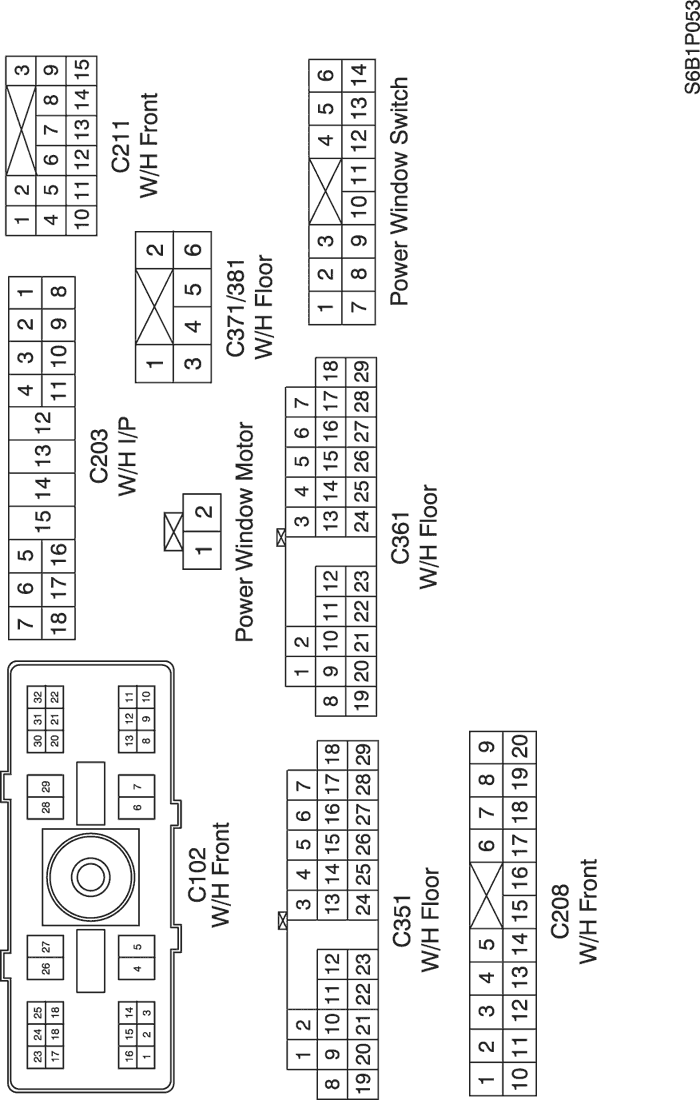 23 24 25 26 27 28 29 30 31 32
17 18 18 20 21 22
16 15 14 4 5 6 7 13 12 11
1 2 3 8 9 10
C102
W/H Front
7 6 5 15 14 13 12 4 3 2 1
18 17 16 11 10 9 8
C203
W/H I/P
1 2 3
4 5 6 7 8 9
10 11 12 13 14 15
C211
W/H Front
1 2
Power Window Motor
1 2
3 4 5 6
C371/381
W/H Floor
1 2 3 4 5 6 7
8 9 10 11 12 13 14 15 16 17 18
19 20 21 22 23 24 25 26 27 28 29
C351
W/H Floor
1 2 3 4 5 6 7
8 9 10 11 12 13 14 15 16 17 18
19 20 21 22 23 24 25 26 27 28 29
C361
W/H Floor
1 2 3 4 5 6
7 8 9 10 11 12 13 14
Power Window Switch
1 2 3 4 5 6 7 8 9
10 11 12 13 14 15 16 17 18 19 20
C208
W/H Front
S6B1P053